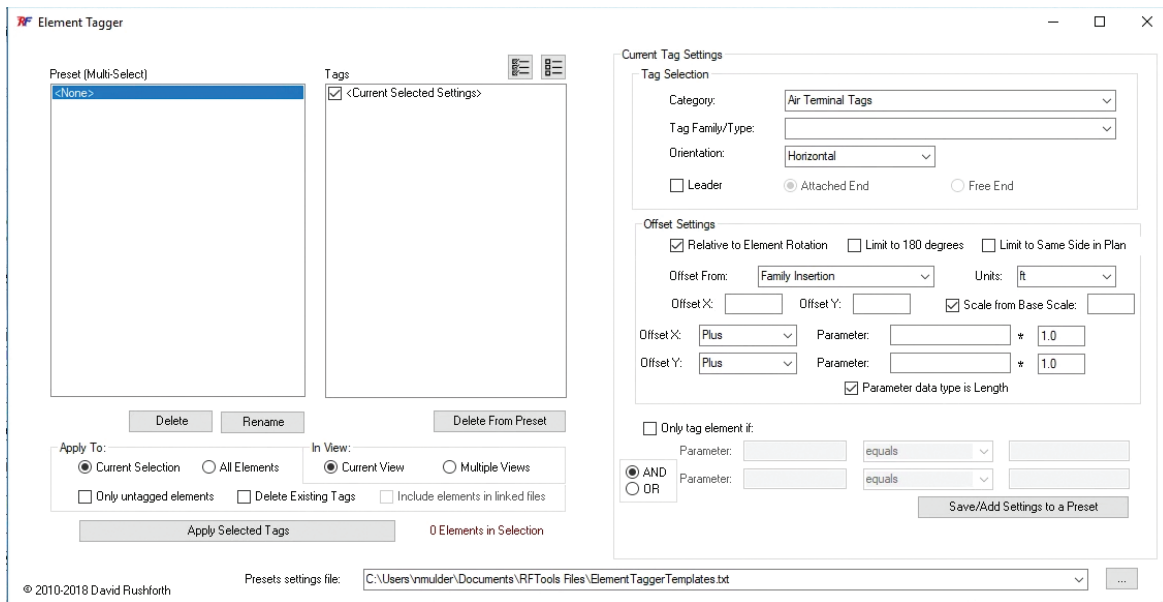 RF Element Tagger
Preset (Multi-Select)
<None>
Tags
<Current Selected Settings>
Delete
Rename
Delete From Preset
Apply To:
Current Selection
All Elements
In View:
Current View
Multiple Views
Only untagged elements
Delete Existing Tags
Include elements in linked files
Apply Selected Tags
0 Elements in Selection
Current Tag Settings
Tag Selection
Category:
Air Terminal Tags
Tag Family/Type:
Orientation:
Horizontal
Leader
Attached End
Free End
Offset Settings
Relative to Element Rotation
Limit to 180 degrees
Limit to Same Side in Plan
Offset From:
Family Insertion
Units:
ft
Offset X:
Offset Y:
Scale from Base Scale:
Offset X:
Plus
Parameter:
*
1.0
Offset Y:
Plus
Parameter:
*
1.0
Parameter data type is Length
Only tag element if:
Parameter:
equals
AND
OR
Parameter:
equals
Save/Add Settings to a Preset
© 2010-2018 David Rushforth
Presets settings file:
C:\Users\nmulder\Documents\RFTools Files\ElementTaggerTemplates.txt
...